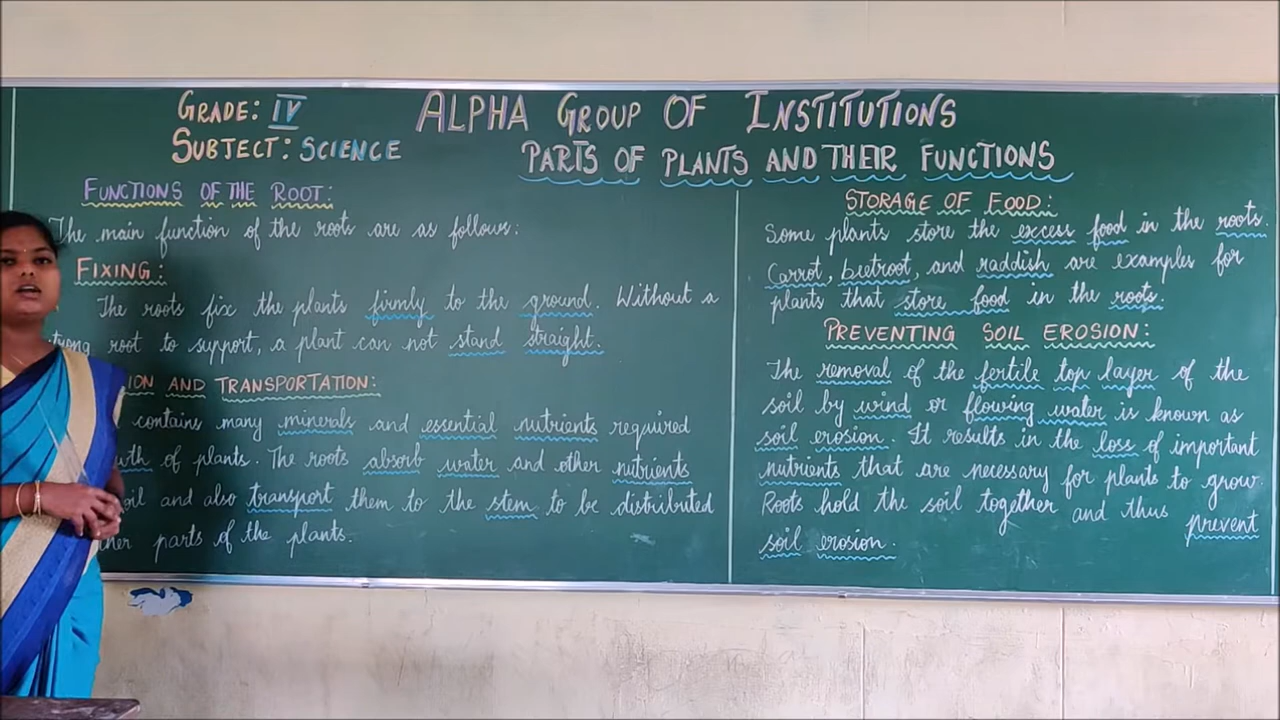 GRADE: IV
ALPHA GROUP OF INSTITUTIONS
SUBJECT: SCIENCE
PARTS OF PLANTS AND THEIR FUNCTIONS
FUNCTIONS OF THE ROOT:
The main function of the roots are as follows:
FIXING:
The roots fix the plants firmly to the ground. Without a
root to support, a plant can not stand straight.
AND TRANSPORTATION:
contains many minerals and essential nutrients required
of plants. The roots absorb water and other nutrients
and also transport them to the stem to be distributed
parts of the plants.
STORAGE OF FOOD:
Some plants store the excess food in the roots.
Carrot, beetroot, and raddish are examples for
plants that store food in the roots.
PREVENTING SOIL EROSION:
The removal of the fertile top layer of the
soil by wind or flowing water is known as
soil erosion. It results in the loss of important
nutrients that are necessary for plants to grow.
Roots hold the soil together and thus prevent
soil erosion.